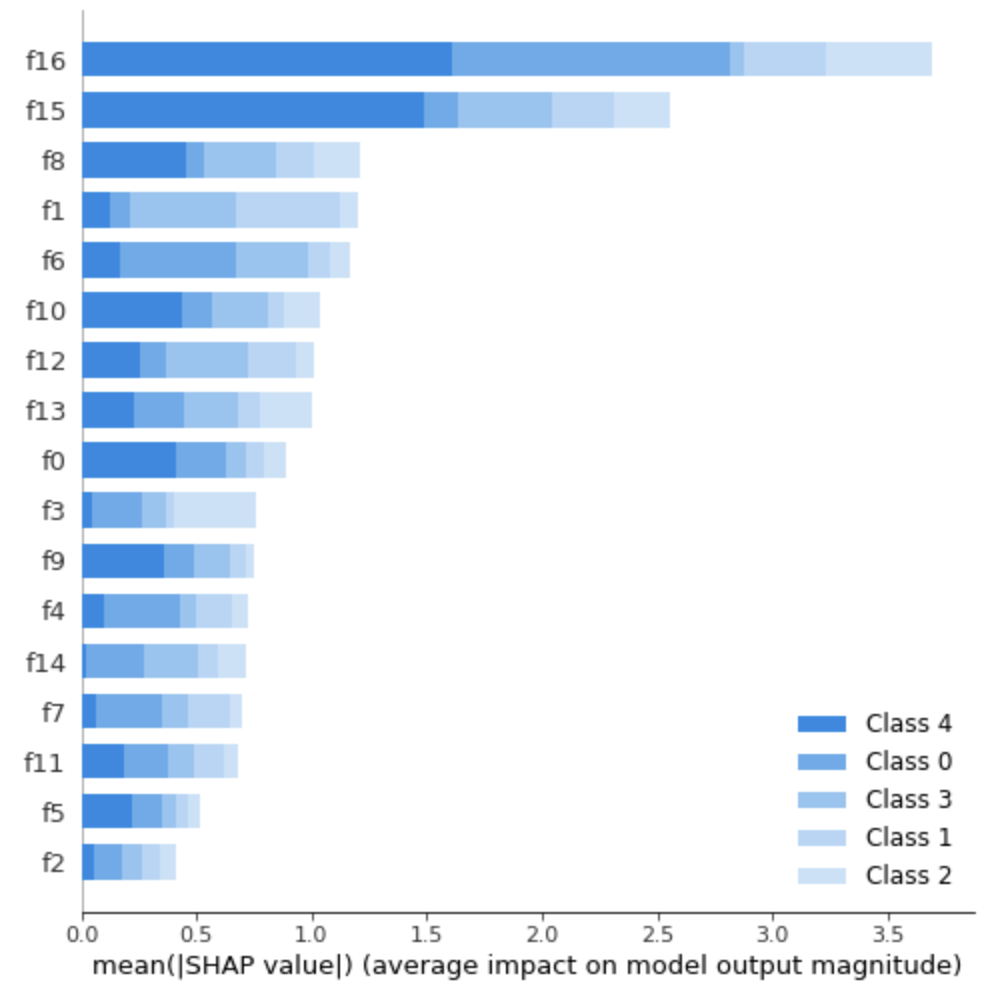 f16
f15
f8
f1
f6
f10
f12
f13
f0
f3
f9
f4
f14
f7
f11
f5
f2
Class 4
Class 0
Class 3
Class 1
Class 2
0.0 0.5 1.0 1.5 2.0 2.5 3.0 3.5
mean(|SHAP value|) (average impact on model output magnitude)